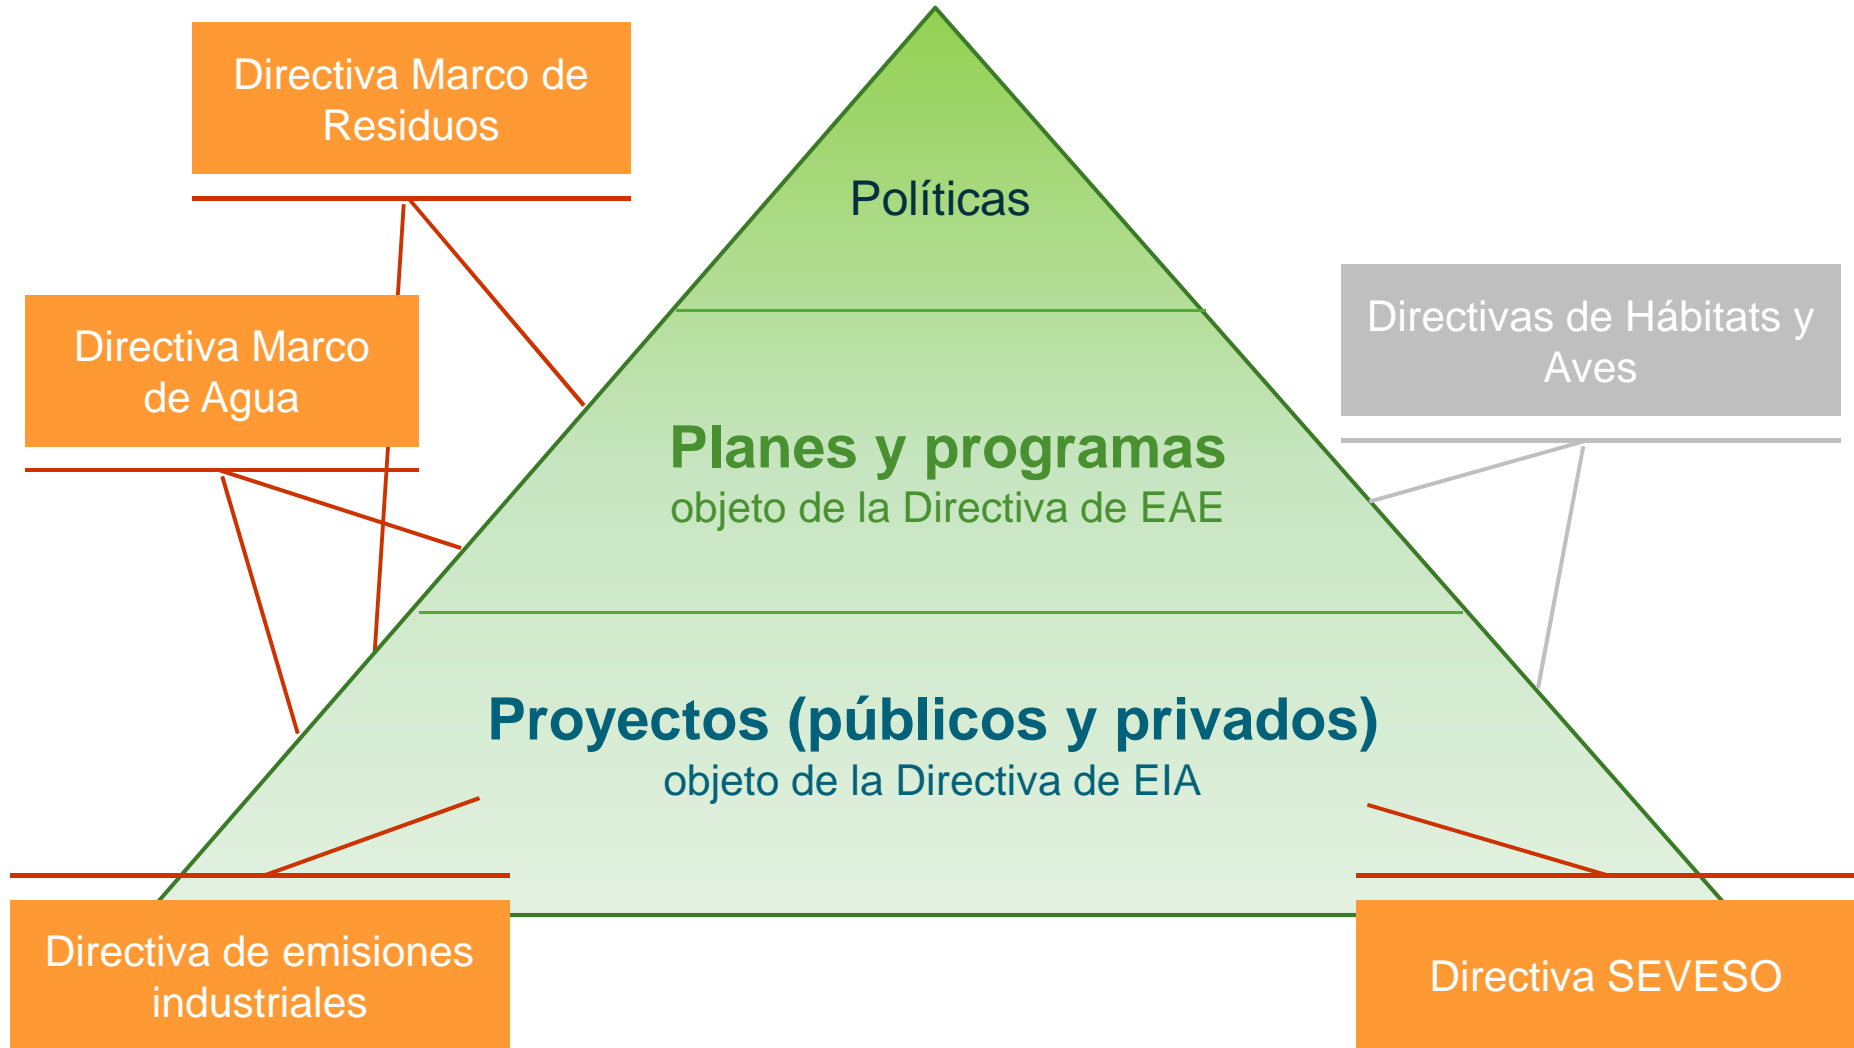 Directiva Marco de
Residuos
Políticas
Directiva Marco
de Agua
Directivas de Hábitats y
Aves
Planes y programas
objeto de la Directiva de EAE
Proyectos (públicos y privados)
objeto de la Directiva de EIA
Directiva de emisiones
industriales
Directiva SEVESO